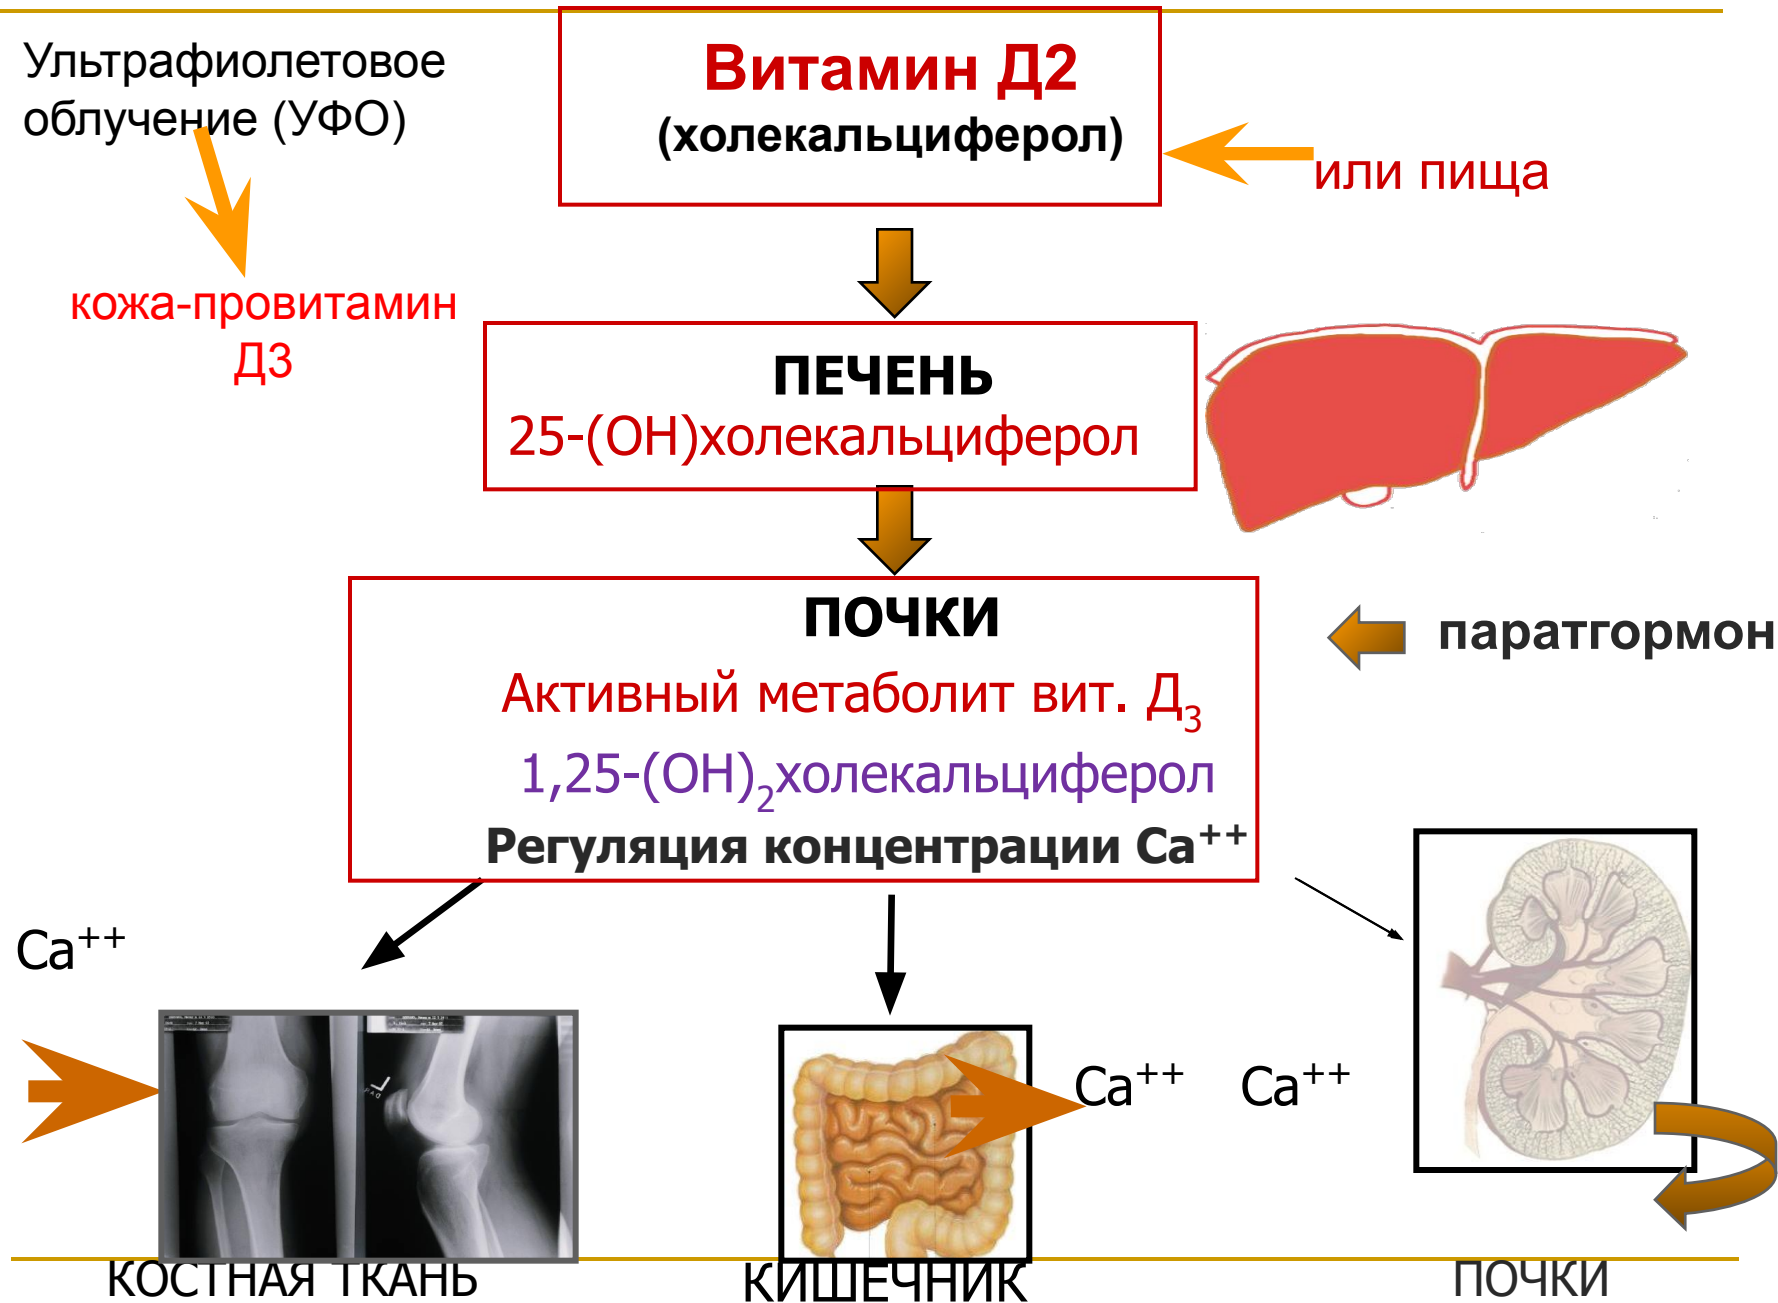 Ультрафиолетовое
облучение (УФО)
Витамин Д2
(холекальциферол)
или пища
кожа-провитамин
Д3
ПЕЧЕНЬ
25-(ОН)холекальциферол
ПОЧКИ
Активный метаболит вит. Д₃
1,25-(ОН)₂холекальциферол
Регуляция концентрации Са⁺⁺
паратгормон
Са⁺⁺
Са⁺⁺
Са⁺⁺
КОСТНАЯ ТКАНЬ
КИШЕЧНИК
ПОЧКИ